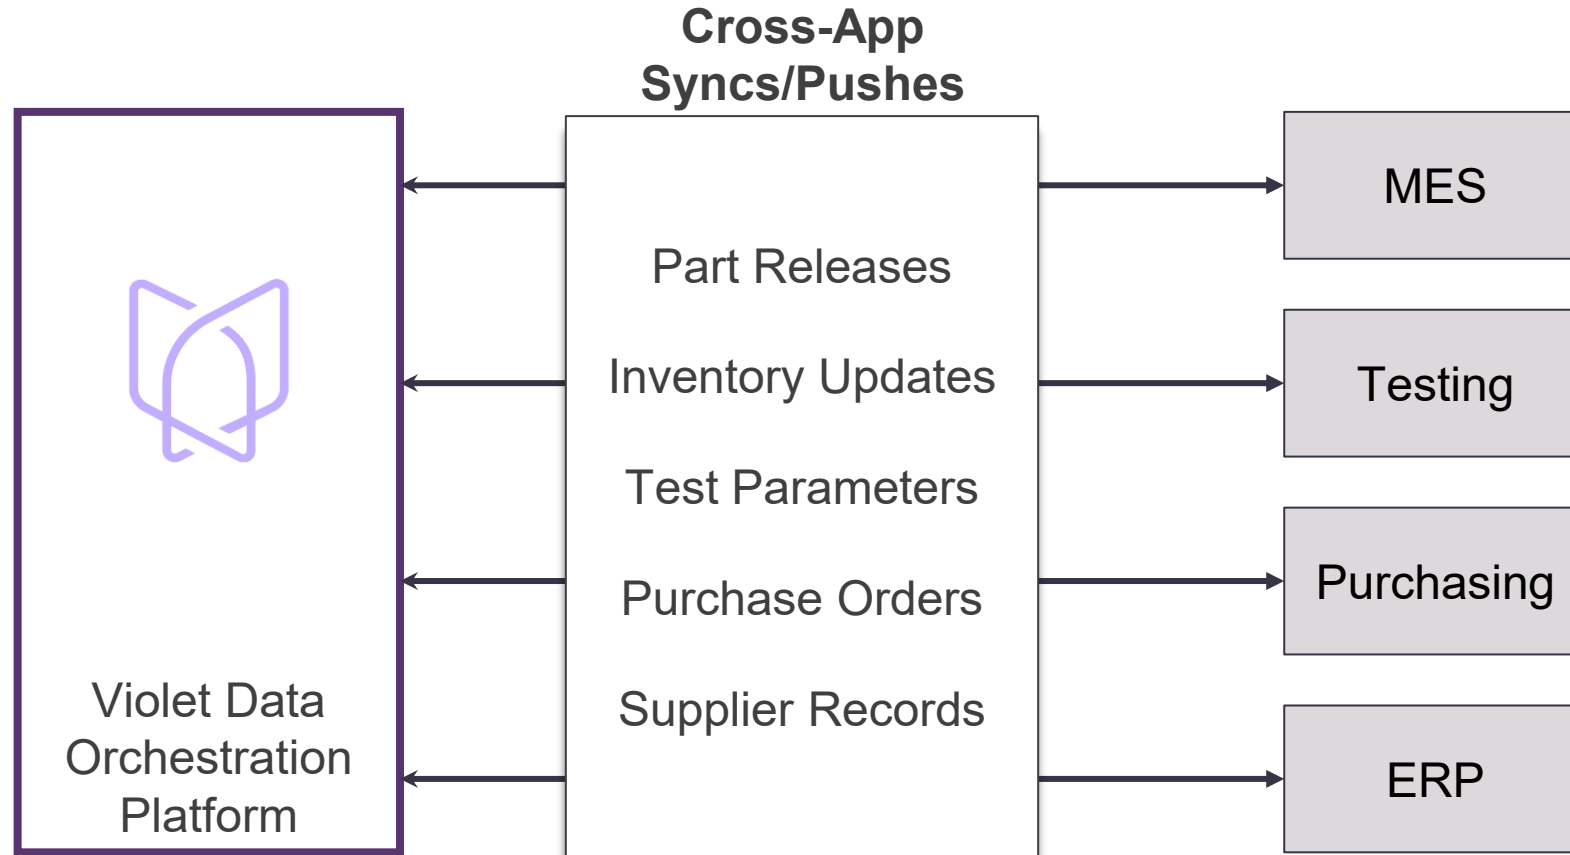 Cross-App
Syncs/Pushes
Violet Data
Orchestration
Platform
Part Releases
Inventory Updates
Test Parameters
Purchase Orders
Supplier Records
MES
Testing
Purchasing
ERP